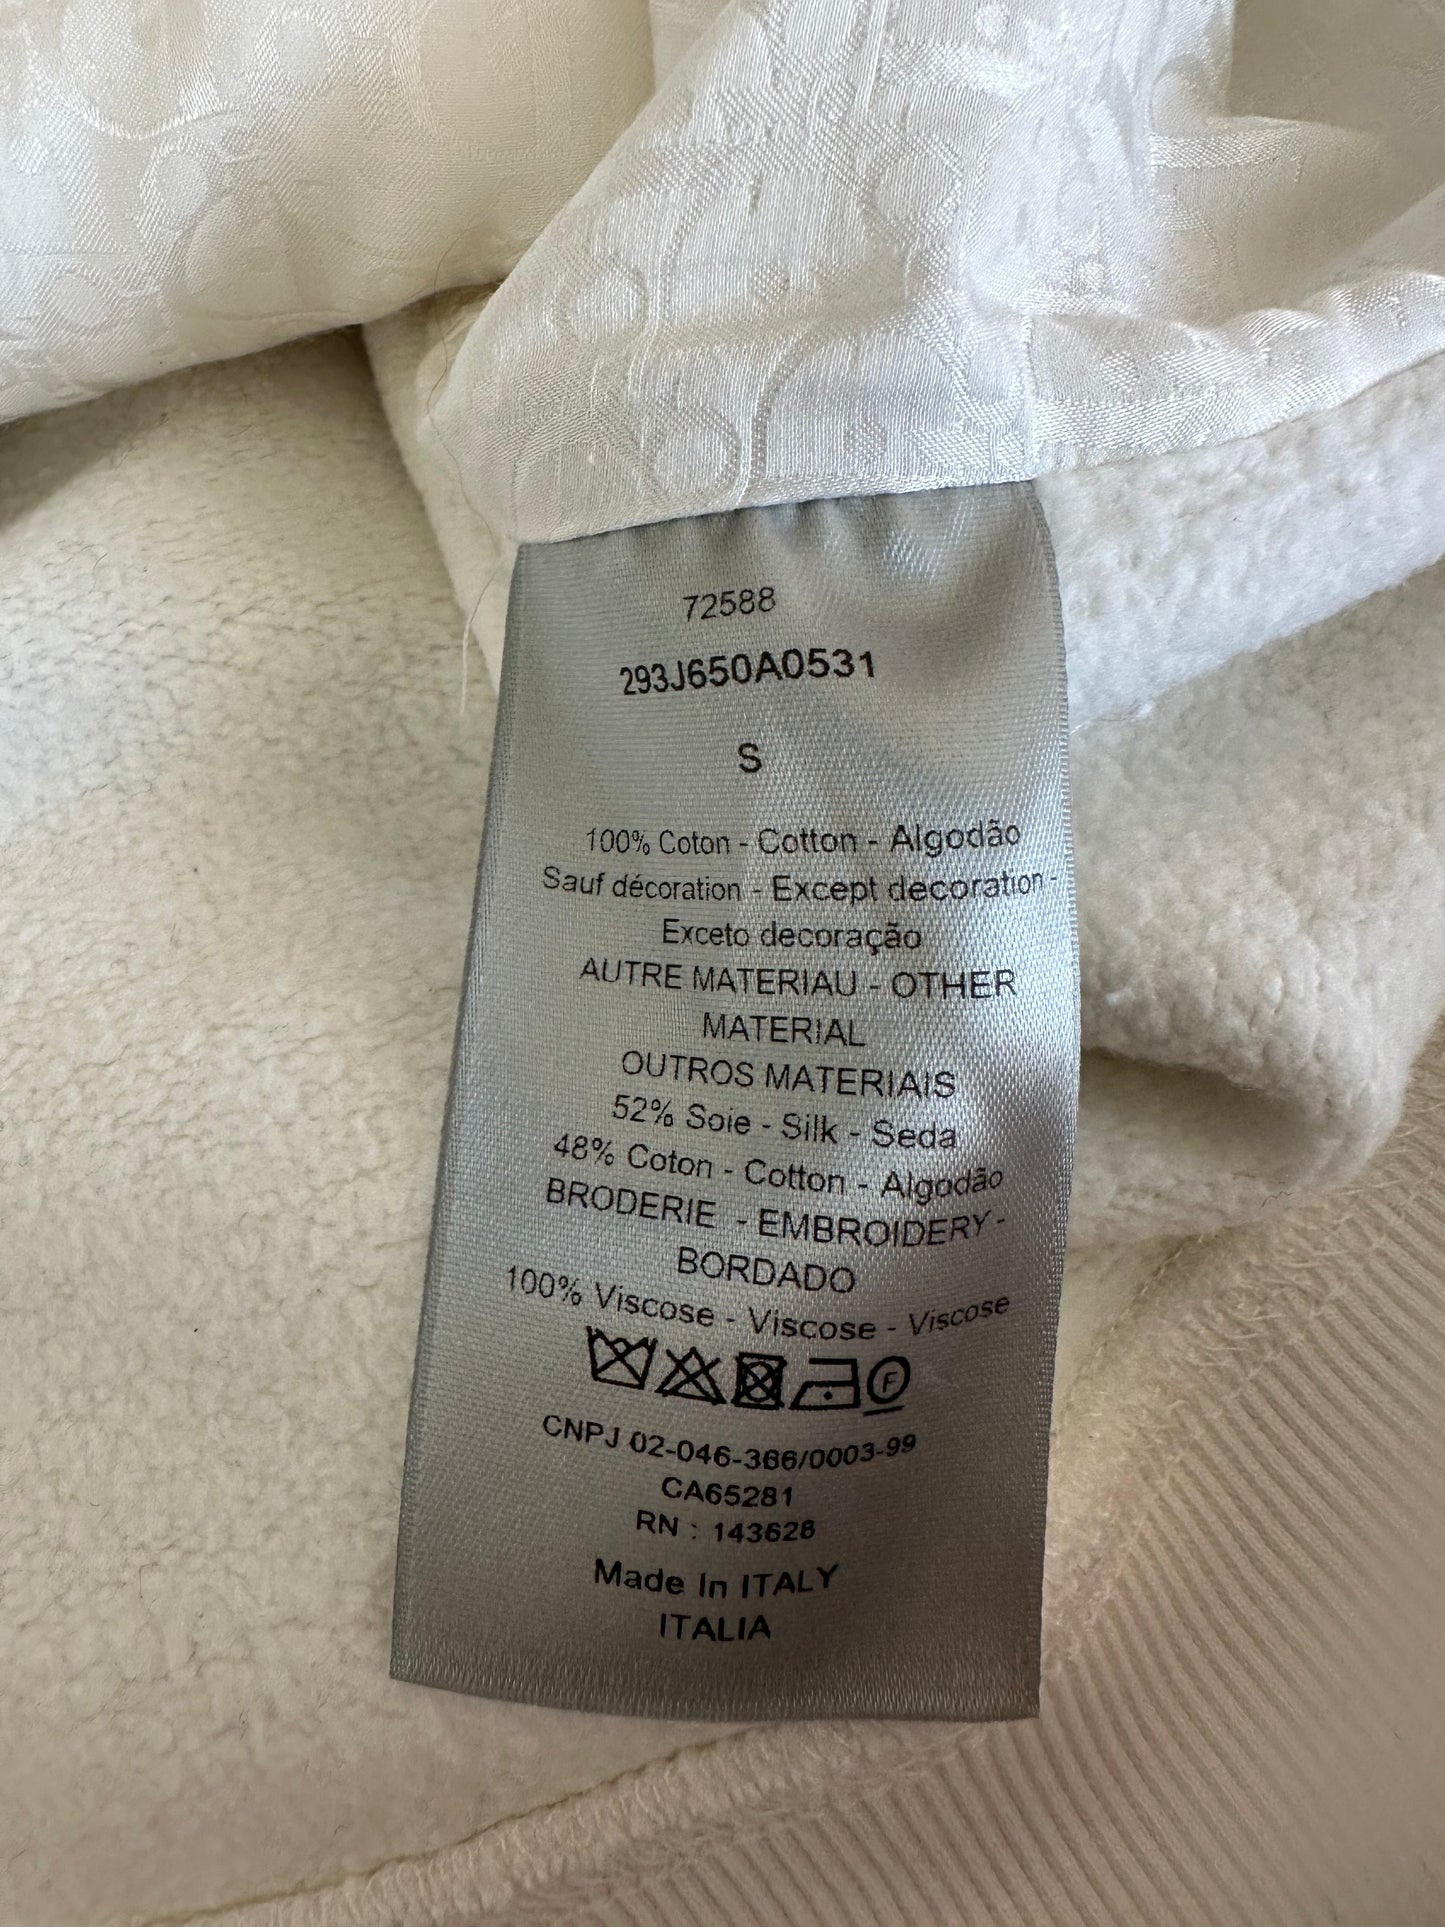 72588
293J650A0531
S
100% Coton - Cotton - Algodão
Sauf décoration - Except decoration -
Exceto decoração
AUTRE MATERIAU - OTHER
MATERIAL
OUTROS MATERIAIS
52% Soie - Silk - Seda
48% Coton - Cotton - Algodão
BRODERIE - EMBROIDERY -
BORDADO
100% Viscose - Viscose - Viscose
F
CNPJ 02-046-366/0003-99
CA65281
RN : 143628
Made In ITALY
ITALIA